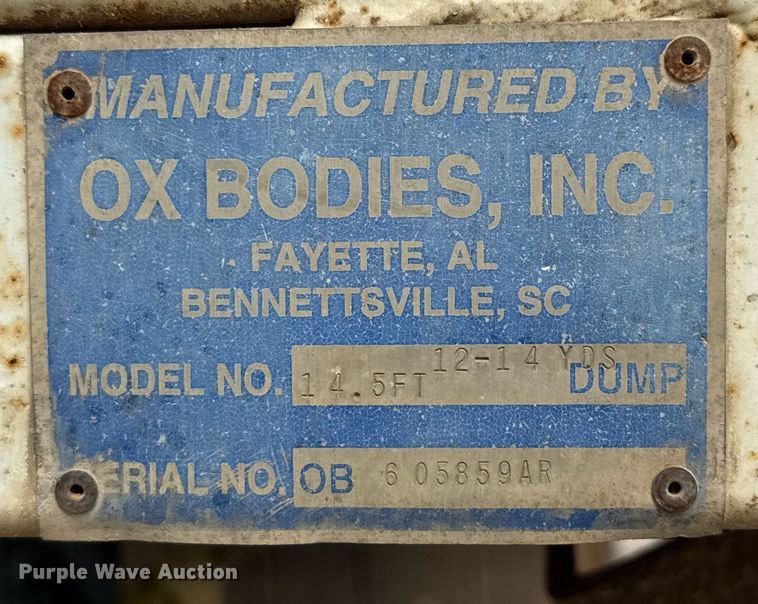 MANUFACTURED BY
OX BODIES, INC.
FAYETTE, AL
BENNETTSVILLE, SC
MODEL NO. 14.5FT 12-14 YDS DUMP
SERIAL NO. OB 605859AR
Purple Wave Auction